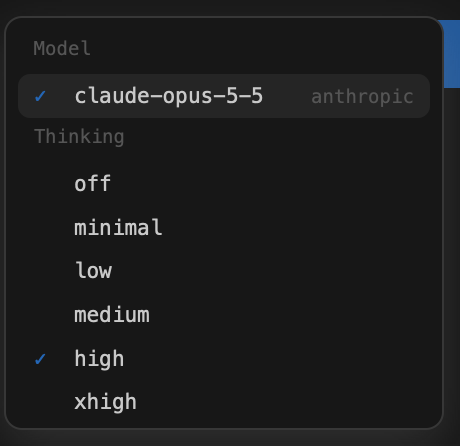 Model
✓ claude-opus-5-5 anthropic
Thinking
off
minimal
low
medium
✓ high
xhigh